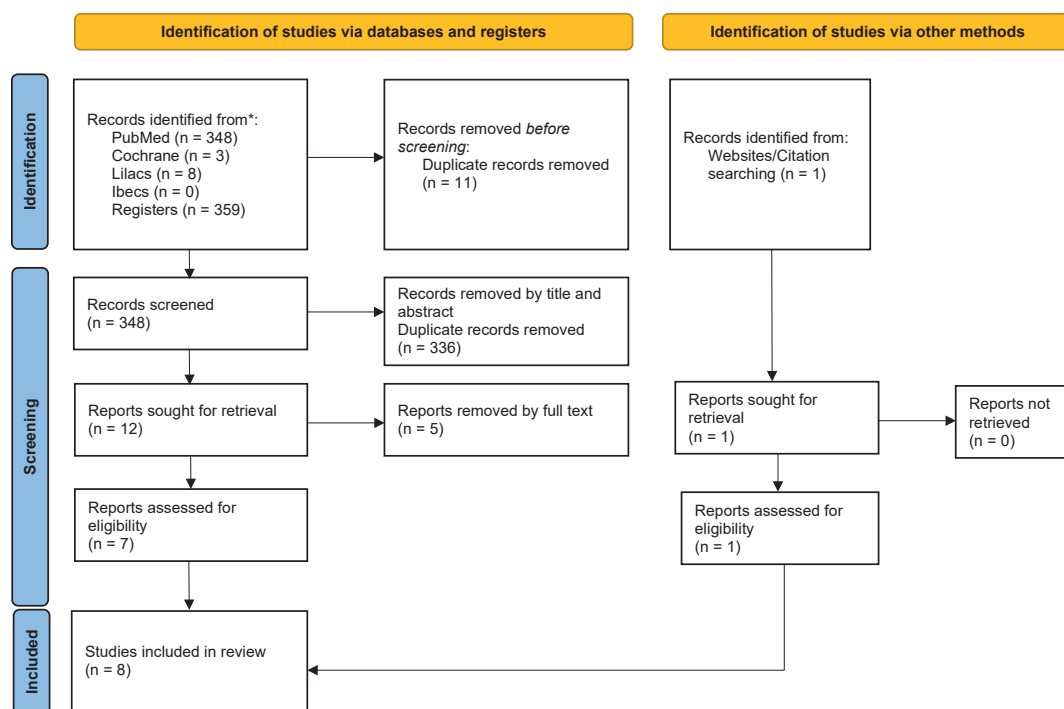 Identification of studies via databases and registers
Identification of studies via other methods
Identification
Records identified from*:
PubMed (n = 348)
Cochrane (n = 3)
Lilacs (n = 8)
Ibecs (n = 0)
Registers (n = 359)
Records removed before
screening:
Duplicate records removed
(n = 11)
Records identified from:
Websites/Citation
searching (n = 1)
Screening
Records screened
(n = 348)
Records removed by title and
abstract
Duplicate records removed
(n = 336)
Reports sought for retrieval
(n = 12)
Reports removed by full text
(n = 5)
Reports sought for
retrieval
(n = 1)
Reports not
retrieved
(n = 0)
Reports assessed for
eligibility
(n = 7)
Reports assessed for
eligibility
(n = 1)
Included
Studies included in review
(n = 8)